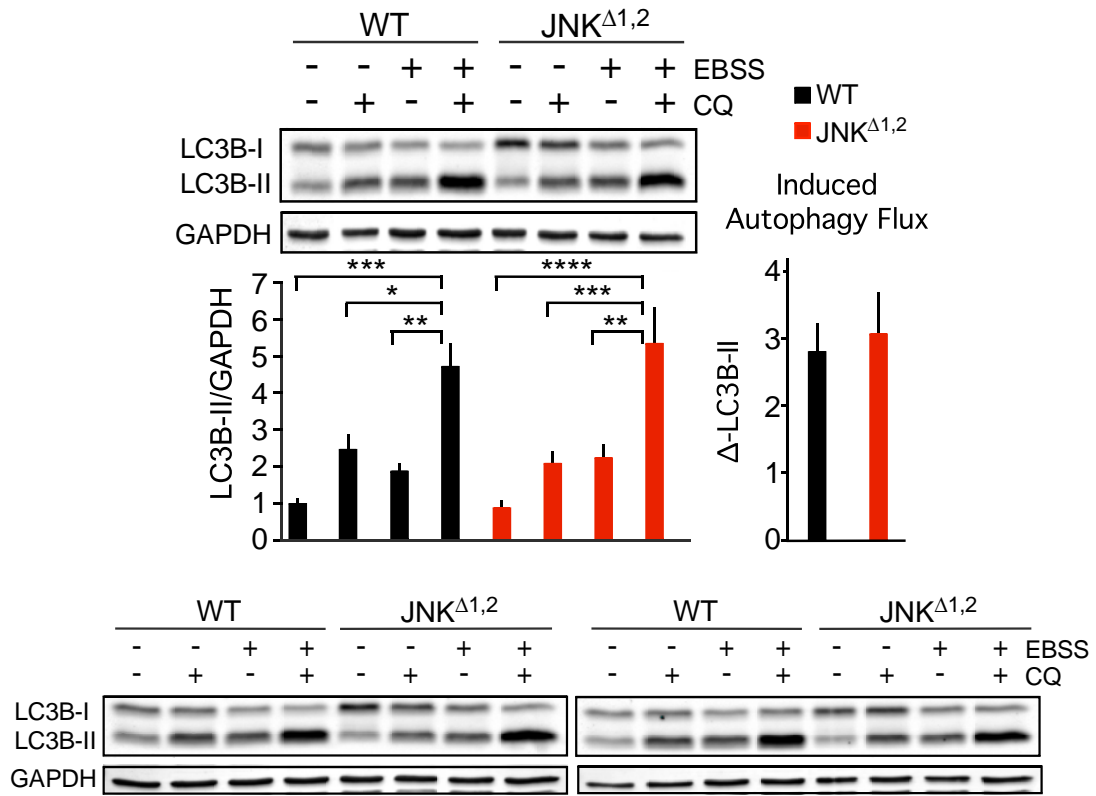 WT JNKΔ1,2
- - + + - - + + EBSS
- + - + - + - + CQ
LC3B-I
LC3B-II
GAPDH
WT
JNKΔ1,2
Induced
Autophagy Flux
*** ****
* ***
** **
LC3B-II/GAPDH
7
6
5
4
3
2
1
0
Δ-LC3B-II
4
3
2
1
0
WT JNKΔ1,2 WT JNKΔ1,2
- - + + - - + + - - + + - - + + EBSS
- + - + - + - + - + - + - + - + CQ
LC3B-I
LC3B-II
GAPDH